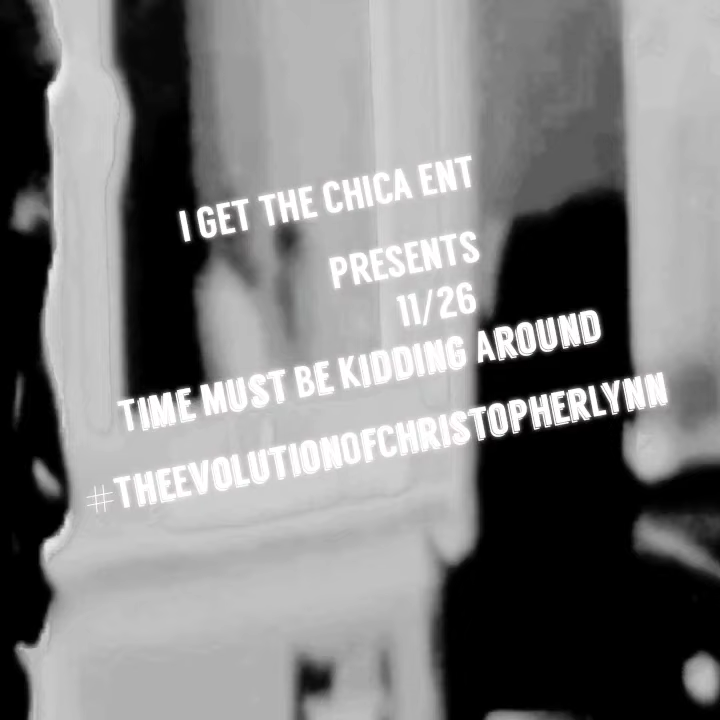 I GET THE CHICA ENT
PRESENTS
11/26
TIME MUST BE KIDDING AROUND
#THEEVOLUTIONOFCHRISTOPHERLYNN